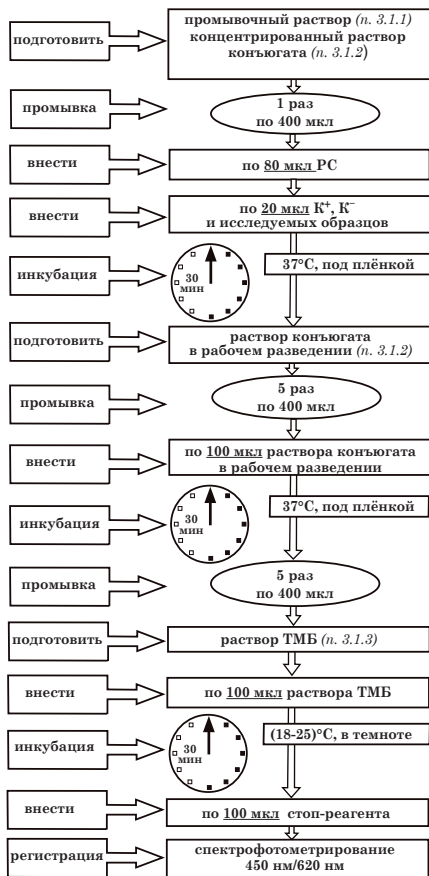 подготовить
промывочный раствор (п. 3.1.1)
концентрированный раствор
конъюгата (п. 3.1.2)
промывка
1 раз
по 400 мкл
внести
по 80 мкл РС
внести
по 20 мкл К⁺, К⁻
и исследуемых образцов
инкубация
30
мин
37°С, под плёнкой
подготовить
раствор конъюгата
в рабочем разведении (п. 3.1.2)
промывка
5 раз
по 400 мкл
внести
по 100 мкл раствора конъюгата
в рабочем разведении
инкубация
30
мин
37°С, под плёнкой
промывка
5 раз
по 400 мкл
подготовить
раствор ТМБ (п. 3.1.3)
внести
по 100 мкл раствора ТМБ
инкубация
30
мин
(18-25)°С, в темноте
внести
по 100 мкл стоп-реагента
регистрация
спектрофотометрирование
450 нм/620 нм